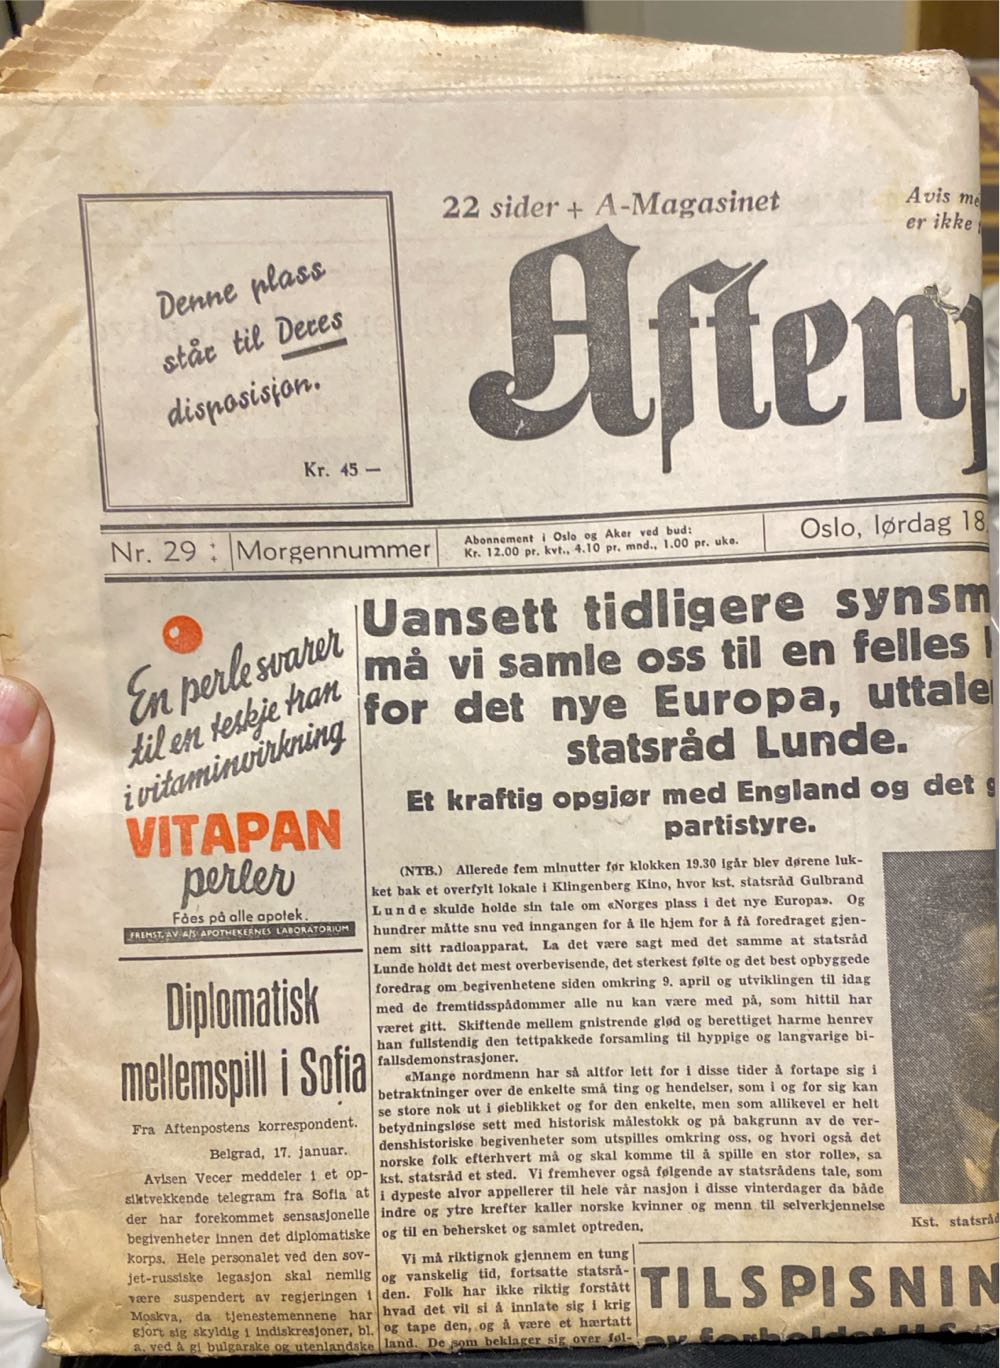 Denne plass
står til Deres
disposisjon.
Kr. 45 —
22 sider + A-Magasinet
Avis
er ikke
Nr. 29 :
Morgennummer
Abonnement i Oslo og Aker ved bud:
Kr. 12.00 pr. kvt., 4.10 pr. mnd., 1.00 pr. uke.
Oslo, lørdag 18.
En perle svarer
til en teskje tran
i vitaminvirkning
VITAPAN
perler
Fåes på alle apotek.
FREMST. AV A/S APOTHEKERNES LABORATORIUM
Diplomatisk
mellemspill i Sofia
Fra Aftenpostens korrespondent.
Belgrad, 17. januar.
Avisen Vecer meddeler i et op-
siktvekkende telegram fra Sofia at
der har forekommet sensasjonelle
begivenheter innen det diplomatiske
korps. Hele personalet ved den sov-
jet-russiske legasjon skal nemlig
være suspendert av regjeringen i
Moskva, da tjenestemennene har
gjort sig skyldig i indiskresjoner, bl.
a. ved å gi bulgarske og utenlandske
Uansett tidligere
må vi samle oss til en felles
for det nye Europa,
statsråd Lunde.
Et kraftig opgjør med England og det
partistyre.
(NTB.) Allerede fem minutter før klokken 19.30 igår blev dørene luk-
ket bak et overfylt lokale i Klingenberg Kino, hvor kst. statsråd Gulbrand
Lunde skulde holde sin tale om «Norges plass i det nye Europa». Og
hundrer måtte snu ved inngangen for å ile hjem for å få foredraget gjen-
nem sitt radioapparat. La det være sagt med det samme at statsråd
Lunde holdt det mest overbevisende, det sterkest følte og det best opbyggede
foredrag om begivenhetene siden omkring 9. april og utviklingen til idag
med de fremtidsspådommer alle nu kan være med på, som hittil har
været gitt. Skiftende mellem gnistrende glød og berettiget harme henrev
han fullstendig den tettpakkede forsamling til hyppige og langvarige bi-
fallsdemonstrasjoner.
«Mange nordmenn har så altfor lett for i disse tider å fortape sig i
betraktninger over de enkelte små ting og hendelser, som i og for sig kan
se store nok ut i øieblikket og for den enkelte, men som allikevel er helt
betydningsløse sett med historisk målestokk og på bakgrunn av de ver-
denshistoriske begivenheter som utspilles omkring oss, og hvori også det
norske folk efterhvert må og skal komme til å spille en stor rolle», sa
kst. statsråd et sted. Vi fremhever også følgende av statsrådens tale, som
i dypeste alvor appellerer til hele vår nasjon i disse vinterdager da både
indre og ytre krefter kaller norske kvinner og menn til selverkjennelse
og til en behersket og samlet optreden.
Vi må riktignok gjennem en tung
og vanskelig tid, fortsatte statsrå-
den. Folk har ikke riktig forstått
hvad det vil si å innlate sig i krig
og tape den, og å være et hærtatt
land. De som beklager sig over føl-
Kst.